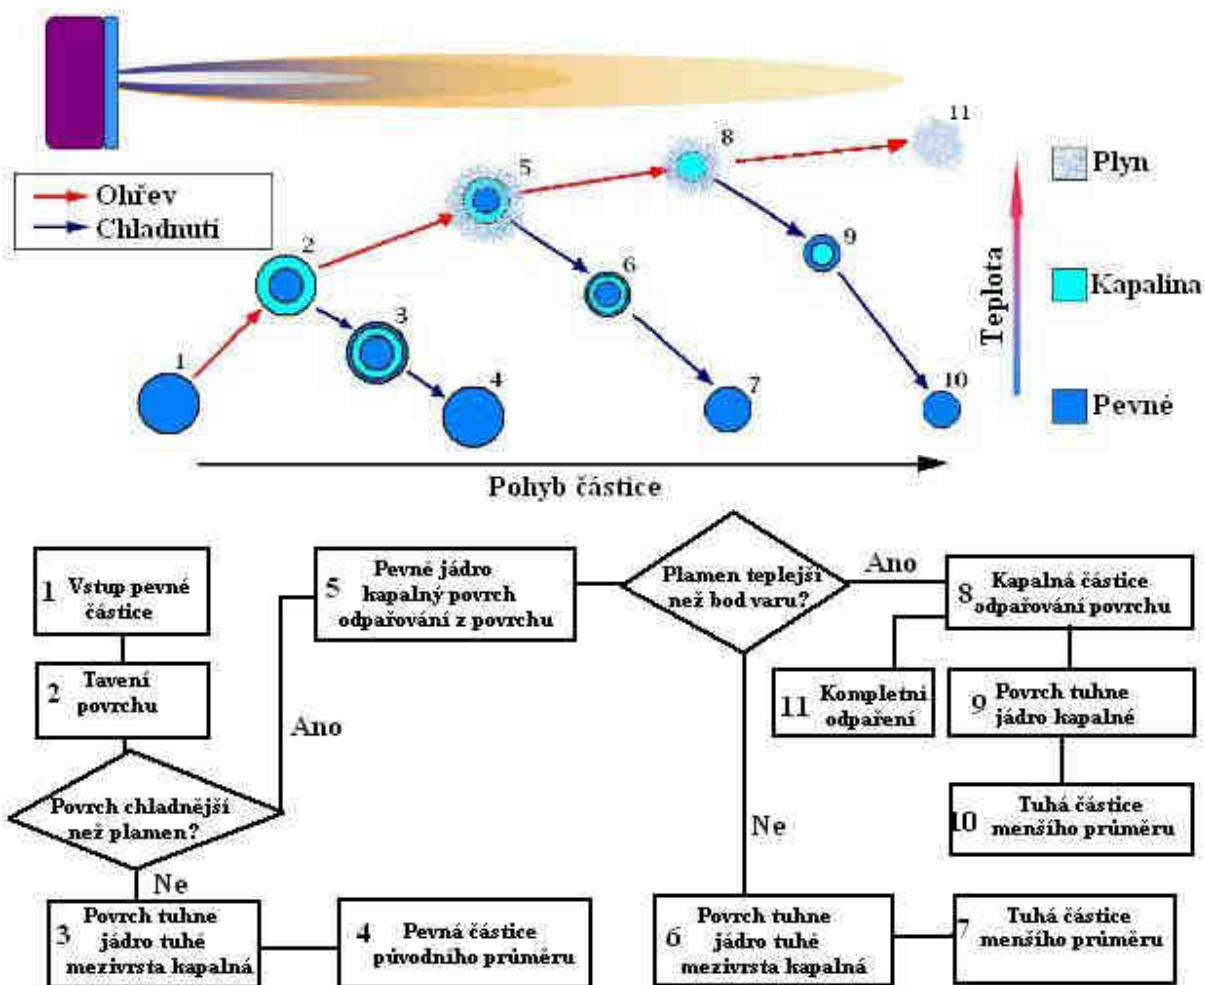 11
8
5
Plyn
Ohřev
Chladnutí
2
9
6
Teplota
Kapalina
3
1
4
7
10
Pevné
Pohyb částice
1 Vstup pevné
částice
2 Tavení
povrchu
Povrch chladnější
než plamen?
Ano
Ne
3 Povrch tuhne
jádro tuhé
mezivrsta kapalná
4 Pevná částice
původního průměru
5 Pevné jádro
kapalný povrch
odpařování z povrchu
Plamen teplejší
než bod varu?
Ano
Ne
6 Povrch tuhne
jádro tuhé
mezivrsta kapalná
7 Tuhá částice
menšího průměru
8 Kapalná částice
odpařování povrchu
11 Kompletní
odpaření
9 Povrch tuhne
jádro kapalné
10 Tuhá částice
menšího průměru